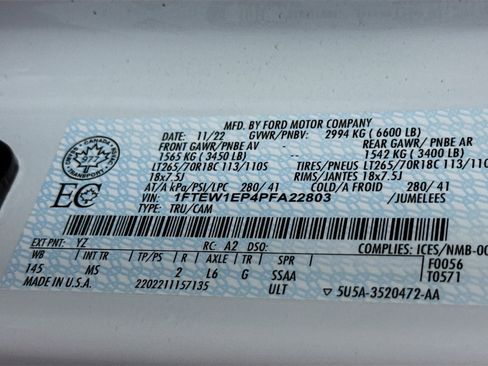 MFD. BY FORD MOTOR COMPANY
DATE: 11/22 GVWR/PNBV: 2994 KG ( 6600 LB)
FRONT GAWR/PNBE AV - REAR GAWR/PNBE AR
1565 KG ( 3450 LB) 1542 KG ( 3400 LB)
LT265/70R18C 113/110S TIRES/PNEUS LT265/70R18C 113/110
18x7.5J RIMS/JANTES 18x7.5J
AT/A kPa/PSI/LPC 280/41 COLD/A FROID 280/41
VIN: 1FTEW1EP4PFA22803 /JUMELEES
TYPE: TRU/CAM
CANADA
177
TRANSPORT
EC
EXT PNT: YZ RC: A2 DSO: COMPLIES: ICES/NMB-00
WB INT TR TP/PS R AXLE TR SPR F0056
145 MS 2 L6 G SSAA T0571
MADE IN U.S.A. 2202211157135 ULT ▽ 5U5A-3520472-AA